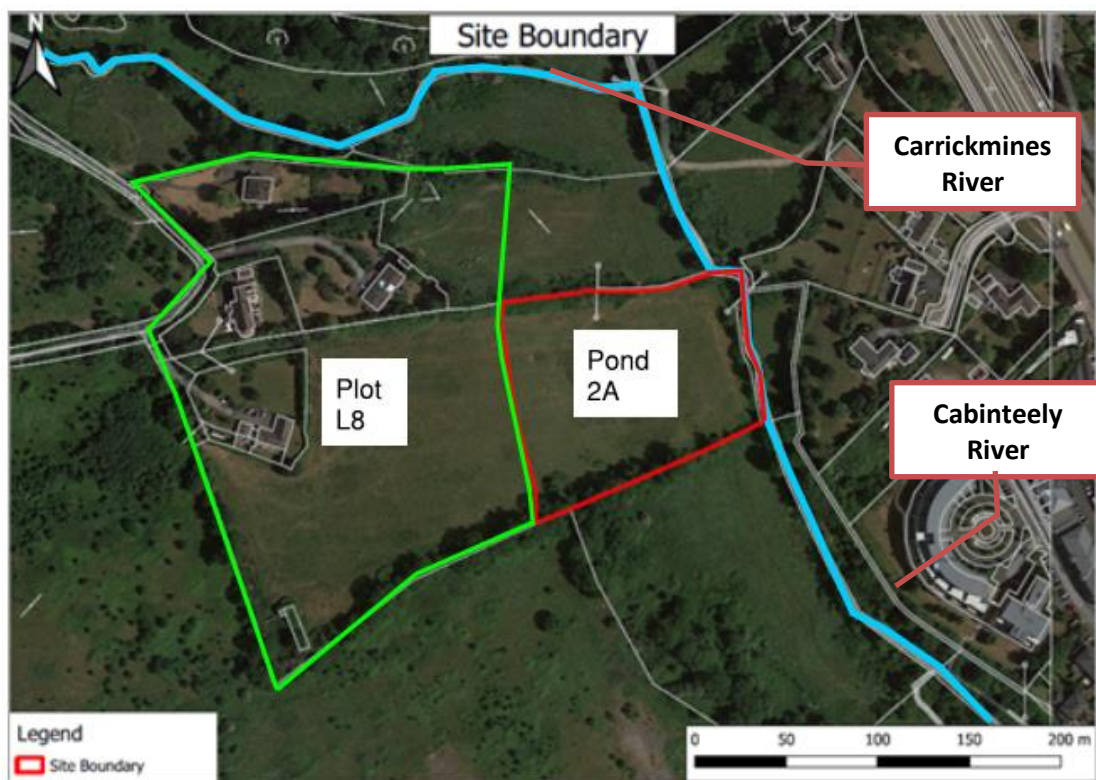 N
Site Boundary
Carrickmines
River
Plot
L8
Pond
2A
Cabinteely
River
Legend
Site Boundary
0 50 100 150 200 m